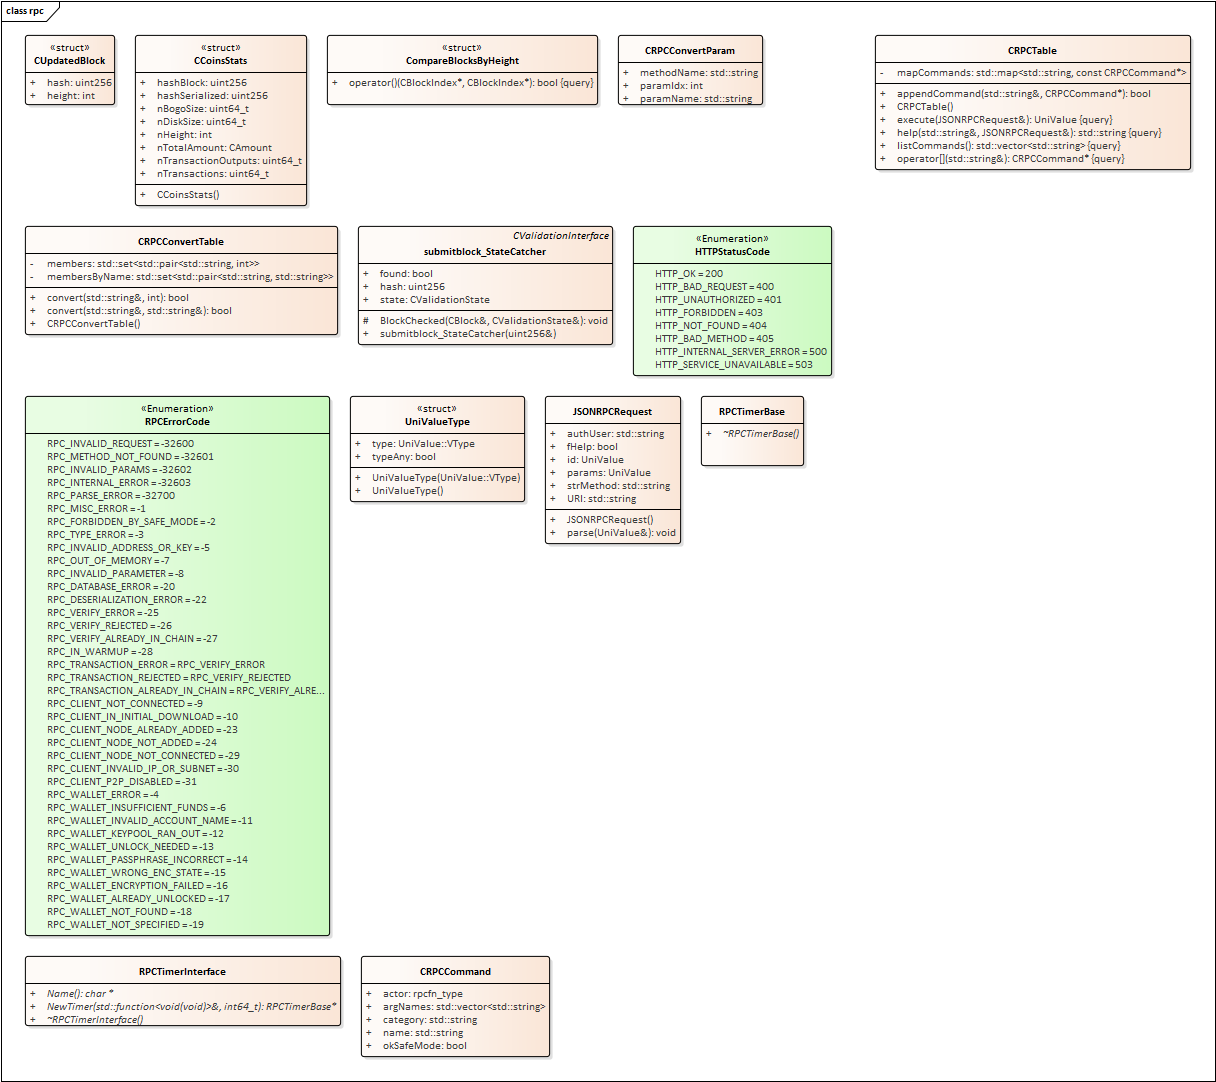 class rpc
«struct»
CUpdatedBlock
+ hash: uint256
+ height: int
«struct»
CCoinsStats
+ hashBlock: uint256
+ hashSerialized: uint256
+ nBogoSize: uint64_t
+ nDiskSize: uint64_t
+ nHeight: int
+ nTotalAmount: CAmount
+ nTransactionOutputs: uint64_t
+ nTransactions: uint64_t
+ CCoinsStats()
«struct»
CompareBlocksByHeight
+ operator()(CBlockIndex*, CBlockIndex*): bool {query}
CRPCConvertParam
+ methodName: std::string
+ paramIdx: int
+ paramName: std::string
CRPCTable
- mapCommands: std::map<std::string, const CRPCCommand*>
+ appendCommand(std::string&, CRPCCommand*): bool
+ CRPCTable()
+ execute(JSONRPCRequest&): UniValue {query}
+ help(std::string&, JSONRPCRequest&): std::string {query}
+ listCommands(): std::vector<std::string> {query}
+ operator[](std::string&): CRPCCommand* {query}
CRPCConvertTable
- members: std::set<std::pair<std::string, int>>
- membersByName: std::set<std::pair<std::string, std::string>>
+ convert(std::string&, int): bool
+ convert(std::string&, std::string&): bool
+ CRPCConvertTable()
CValidationInterface
submitblock_StateCatcher
+ found: bool
+ hash: uint256
+ state: CValidationState
# BlockChecked(CBlock&, CValidationState&): void
+ submitblock_StateCatcher(uint256&)
«Enumeration»
HTTPStatusCode
HTTP_OK = 200
HTTP_BAD_REQUEST = 400
HTTP_UNAUTHORIZED = 401
HTTP_FORBIDDEN = 403
HTTP_NOT_FOUND = 404
HTTP_BAD_METHOD = 405
HTTP_INTERNAL_SERVER_ERROR = 500
HTTP_SERVICE_UNAVAILABLE = 503
«Enumeration»
RPCErrorCode
RPC_INVALID_REQUEST = -32600
RPC_METHOD_NOT_FOUND = -32601
RPC_INVALID_PARAMS = -32602
RPC_INTERNAL_ERROR = -32603
RPC_PARSE_ERROR = -32700
RPC_MISC_ERROR = -1
RPC_FORBIDDEN_BY_SAFE_MODE = -2
RPC_TYPE_ERROR = -3
RPC_INVALID_ADDRESS_OR_KEY = -5
RPC_OUT_OF_MEMORY = -7
RPC_INVALID_PARAMETER = -8
RPC_DATABASE_ERROR = -20
RPC_DESERIALIZATION_ERROR = -22
RPC_VERIFY_ERROR = -25
RPC_VERIFY_REJECTED = -26
RPC_VERIFY_ALREADY_IN_CHAIN = -27
RPC_IN_WARMUP = -28
RPC_TRANSACTION_ERROR = RPC_VERIFY_ERROR
RPC_TRANSACTION_REJECTED = RPC_VERIFY_REJECTED
RPC_TRANSACTION_ALREADY_IN_CHAIN = RPC_VERIFY_ALRE...
RPC_CLIENT_NOT_CONNECTED = -9
RPC_CLIENT_IN_INITIAL_DOWNLOAD = -10
RPC_CLIENT_NODE_ALREADY_ADDED = -23
RPC_CLIENT_NODE_NOT_ADDED = -24
RPC_CLIENT_NODE_NOT_CONNECTED = -29
RPC_CLIENT_INVALID_IP_OR_SUBNET = -30
RPC_CLIENT_P2P_DISABLED = -31
RPC_WALLET_ERROR = -4
RPC_WALLET_INSUFFICIENT_FUNDS = -6
RPC_WALLET_INVALID_ACCOUNT_NAME = -11
RPC_WALLET_KEYPOOL_RAN_OUT = -12
RPC_WALLET_UNLOCK_NEEDED = -13
RPC_WALLET_PASSPHRASE_INCORRECT = -14
RPC_WALLET_WRONG_ENC_STATE = -15
RPC_WALLET_ENCRYPTION_FAILED = -16
RPC_WALLET_ALREADY_UNLOCKED = -17
RPC_WALLET_NOT_FOUND = -18
RPC_WALLET_NOT_SPECIFIED = -19
«struct»
UniValueType
+ type: UniValue::VType
+ typeAny: bool
+ UniValueType(UniValue::VType)
+ UniValueType()
JSONRPCRequest
+ authUser: std::string
+ fHelp: bool
+ id: UniValue
+ params: UniValue
+ strMethod: std::string
+ URI: std::string
+ JSONRPCRequest()
+ parse(UniValue&): void
RPCTimerBase
+ ~RPCTimerBase()
RPCTimerInterface
+ Name(): char *
+ NewTimer(std::function<void(void)>&, int64_t): RPCTimerBase*
+ ~RPCTimerInterface()
CRPCCommand
+ actor: rpcfn_type
+ argNames: std::vector<std::string>
+ category: std::string
+ name: std::string
+ okSafeMode: bool